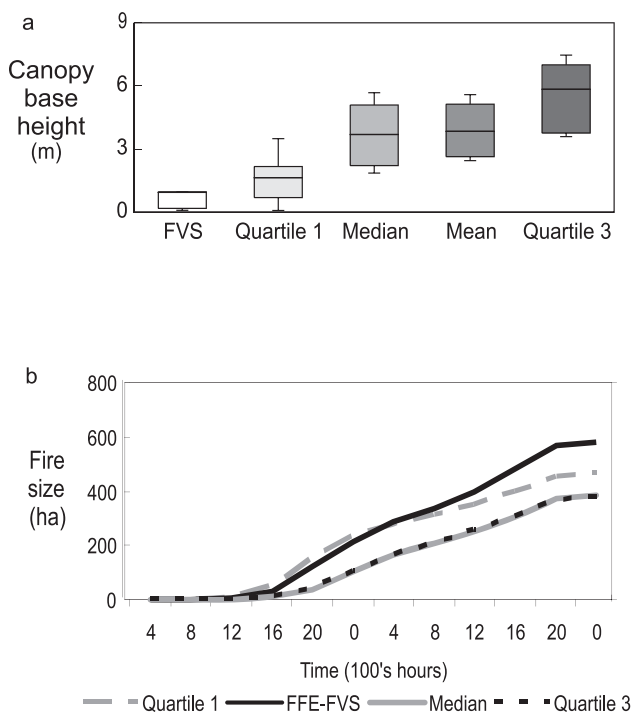 a
Canopy
base
height
(m)
9
6
3
0
FVS Quartile 1 Median Mean Quartile 3
b
Fire
size
(ha)
800
600
400
200
0
4 8 12 16 20 0 4 8 12 16 20 0
Time (100's hours)
Quartile 1 FFE-FVS Median Quartile 3